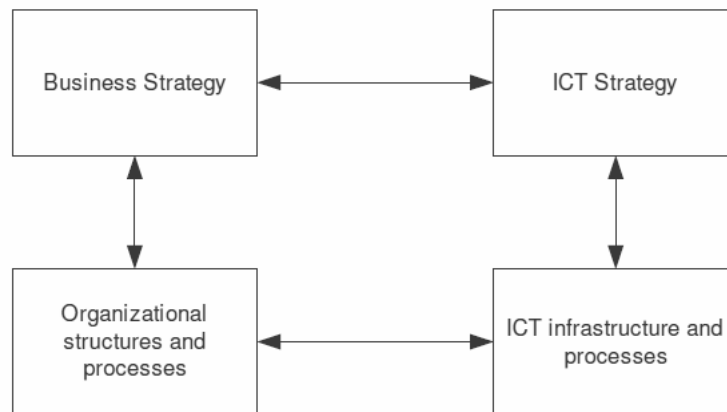 Business Strategy
ICT Strategy
Organizational
structures and
processes
ICT infrastructure and
processes